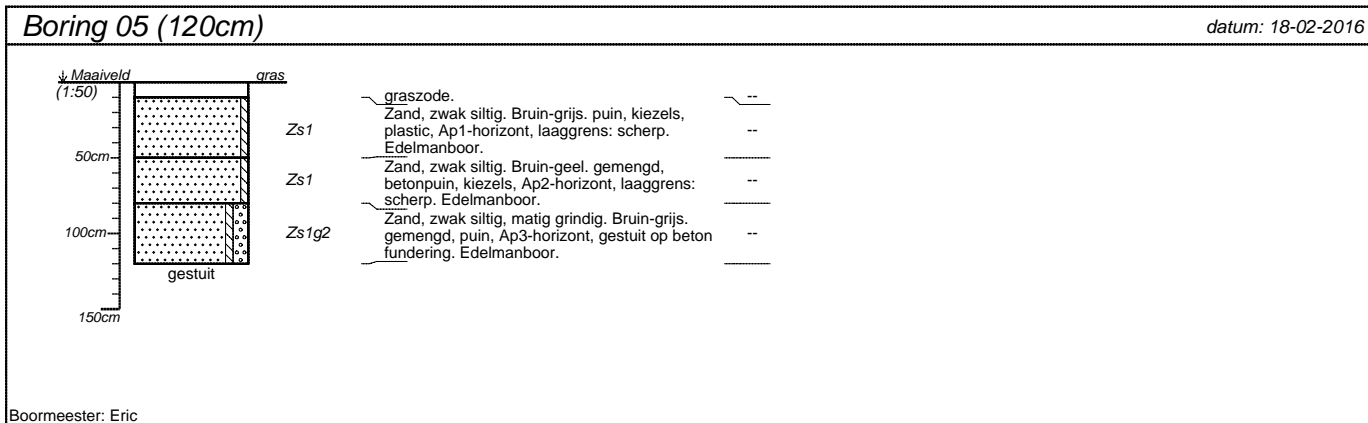 Boring 05 (120cm)
datum: 18-02-2016
Maaiveld
gras
(1:50)
graszode.
--
Zs1
Zand, zwak siltig. Bruin-grijs. puin, kiezels,
plastic, Ap1-horizont, laaggrens: scherp.
Edelmanboor.
--
50cm
Zs1
Zand, zwak siltig. Bruin-geel. gemengd,
betonpuin, kiezels, Ap2-horizont, laaggrens:
scherp. Edelmanboor.
--
100cm
Zs1g2
Zand, zwak siltig, matig grindig. Bruin-grijs.
gemengd, puin, Ap3-horizont, gestuit op beton
fundering. Edelmanboor.
--
gestuit
150cm
Boormeester: Eric